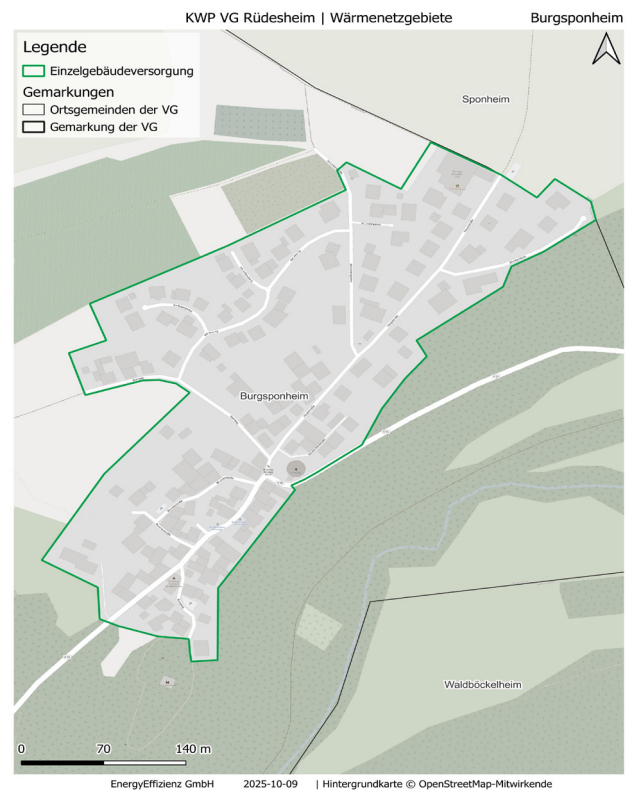 KWP VG Rüdesheim | Wärmenetzgebiete
Burgsponheim
Legende
Einzelgebäudeversorgung
Gemarkungen
Ortsgemeinden der VG
Gemarkung der VG
Sponheim
Burgsponheim
Waldböckelheim
0 70 140 m
EnergyEffizienz GmbH 2025-10-09 | Hintergrundkarte © OpenStreetMap-Mitwirkende